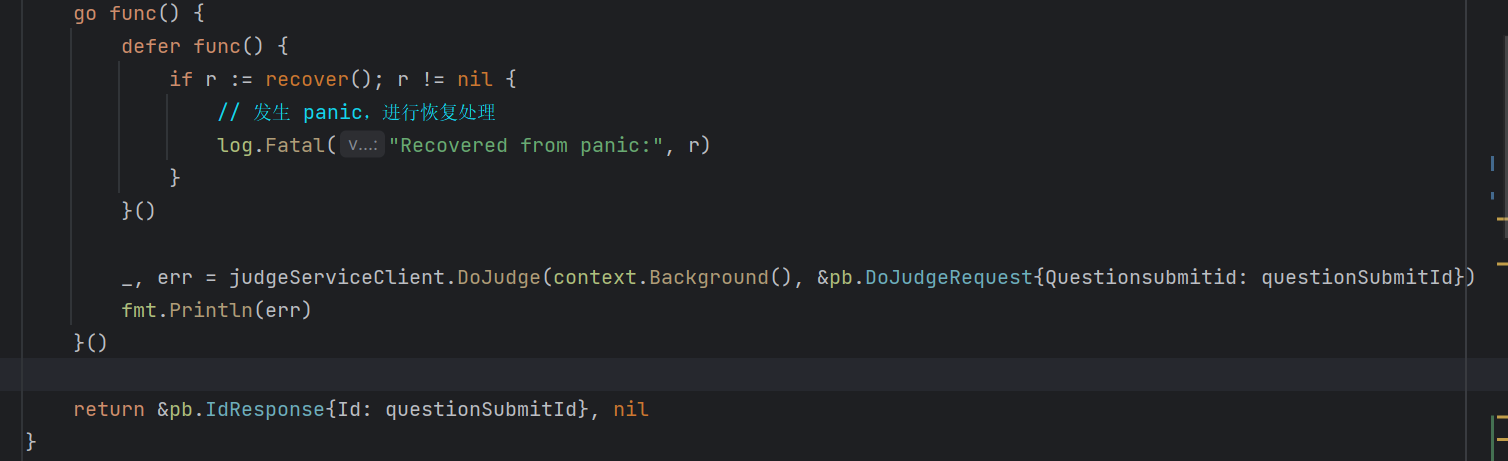 go func() {
defer func() {
if r := recover(); r != nil {
// 发生 panic，进行恢复处理
log.Fatal( v...: "Recovered from panic:", r)
}
}()
_, err = judgeServiceClient.DoJudge(context.Background(), &pb.DoJudgeRequest{Questionsubmitid: questionSubmitId})
fmt.Println(err)
}()
return &pb.IdResponse{Id: questionSubmitId}, nil
}